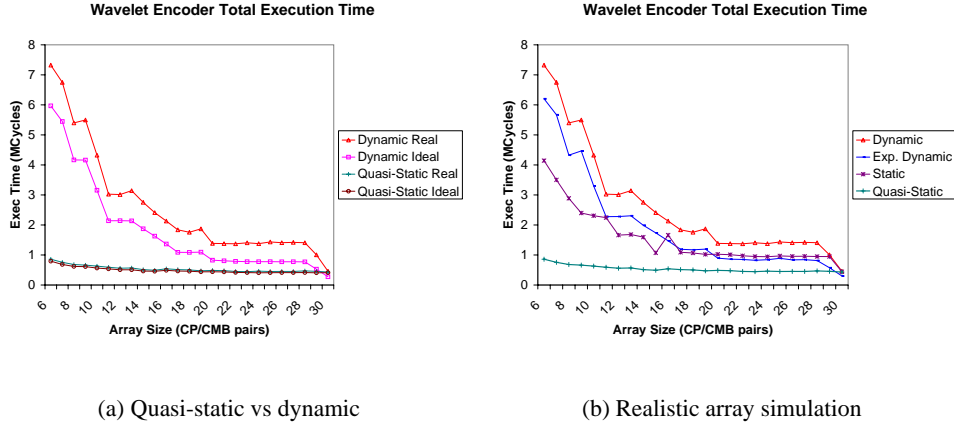 Wavelet Encoder Total Execution Time
8
7
6
5
4
3
2
1
0
Exec Time (MCycles)
6
8
10
12
14
16
18
20
22
24
26
28
30
Array Size (CP/CMB pairs)
Dynamic Real
Dynamic Ideal
Quasi-Static Real
Quasi-Static Ideal
(a) Quasi-static vs dynamic
Wavelet Encoder Total Execution Time
8
7
6
5
4
3
2
1
0
Exec Time (MCycles)
6
8
10
12
14
16
18
20
22
24
26
28
30
Array Size (CP/CMB pairs)
Dynamic
Exp. Dynamic
Static
Quasi-Static
(b) Realistic array simulation